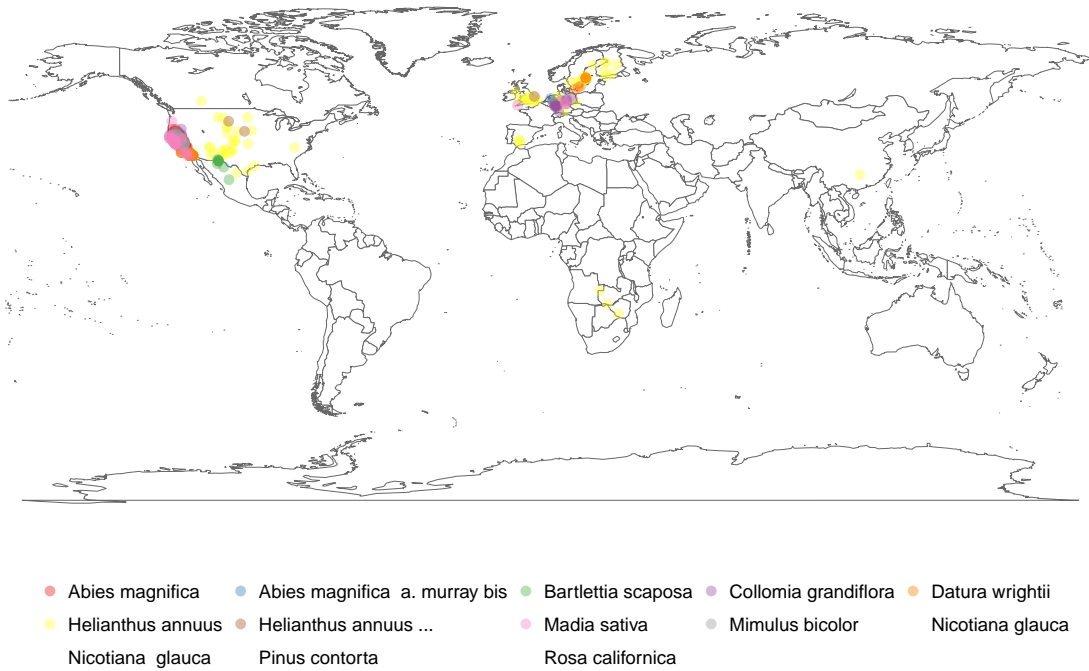 Abies magnifica Abies magnifica  a. murray bis Bartlettia scaposa Collomia grandiflora Datura wrightii
Helianthus annuus Helianthus annuus ... Madia sativa Mimulus bicolor Nicotiana glauca
Nicotiana  glauca Pinus contorta Rosa californica